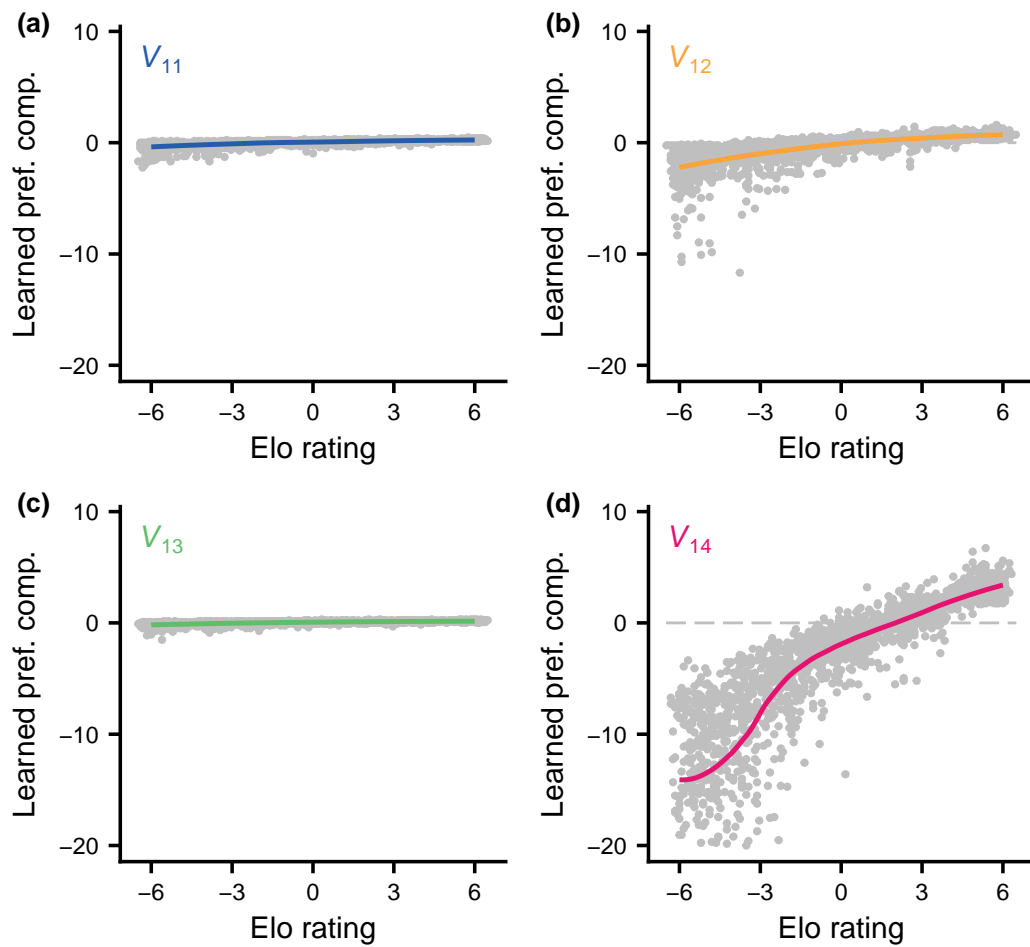 (a)
V11
Learned pref. comp.
10
0
−10
−20
−6 −3 0 3 6
Elo rating
(b)
V12
Learned pref. comp.
10
0
−10
−20
−6 −3 0 3 6
Elo rating
(c)
V13
Learned pref. comp.
10
0
−10
−20
−6 −3 0 3 6
Elo rating
(d)
V14
Learned pref. comp.
10
0
−10
−20
−6 −3 0 3 6
Elo rating